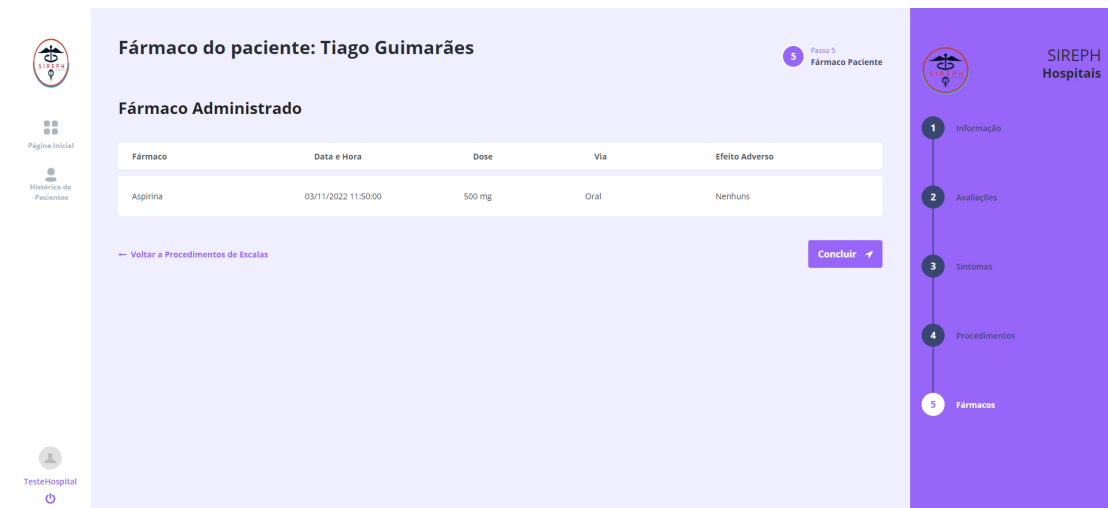 SIREPH
Página Inicial
Histórico de
Pacientes
TesteHospital
Fármaco do paciente: Tiago Guimarães
5
Passo 5
Fármaco Paciente
Fármaco Administrado
Fármaco Data e Hora Dose Via Efeito Adverso
Aspirina 03/11/2022 11:50:00 500 mg Oral Nenhuns
← Voltar a Procedimentos de Escalas
Concluir
SIREPH
SIREPH
Hospitais
1 Informação
2 Avaliações
3 Sintomas
4 Procedimentos
5 Fármacos